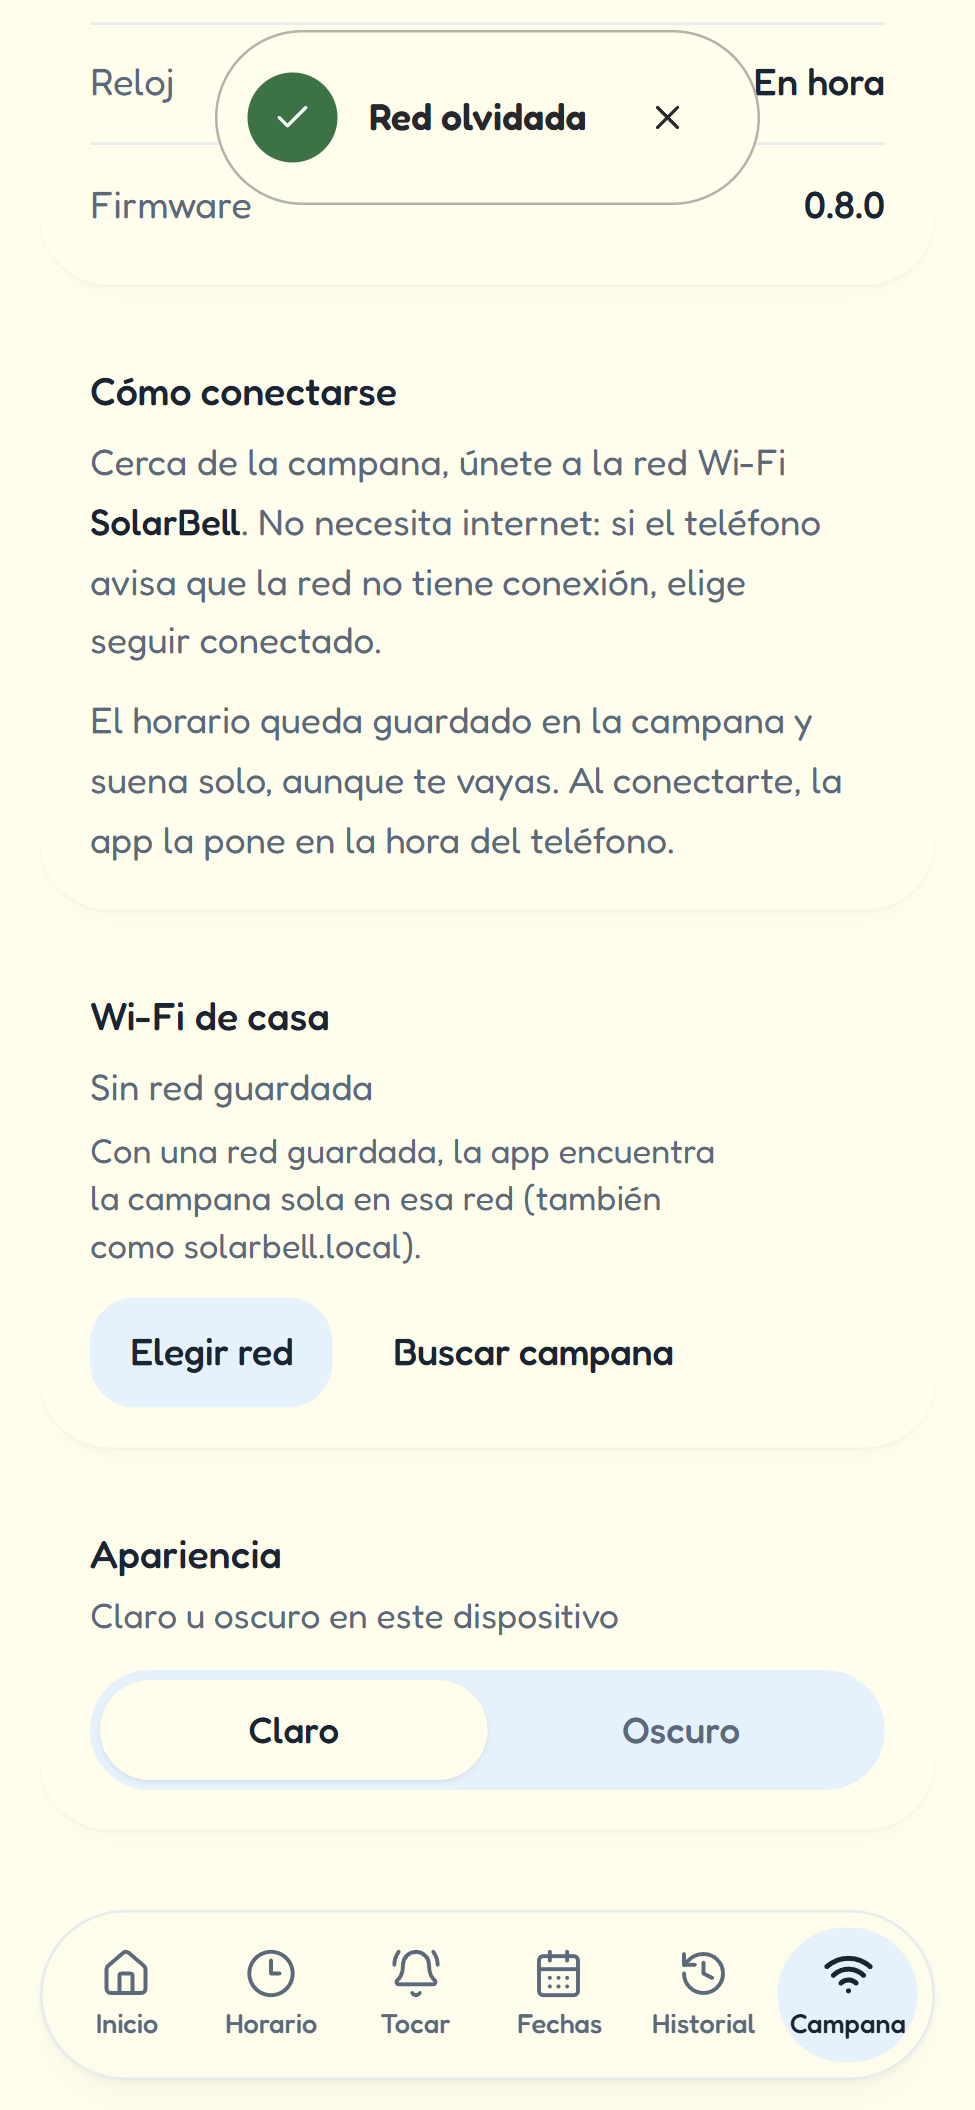 Reloj
En hora
Red olvidada
Firmware
0.8.0
Cómo conectarse
Cerca de la campana, únete a la red Wi-Fi
SolarBell. No necesita internet: si el teléfono
avisa que la red no tiene conexión, elige
seguir conectado.
El horario queda guardado en la campana y
suena solo, aunque te vayas. Al conectarte, la
app la pone en la hora del teléfono.
Wi-Fi de casa
Sin red guardada
Con una red guardada, la app encuentra
la campana sola en esa red (también
como solarbell.local).
Elegir red
Buscar campana
Apariencia
Claro u oscuro en este dispositivo
Claro
Oscuro
Inicio
Horario
Tocar
Fechas
Historial
Campana